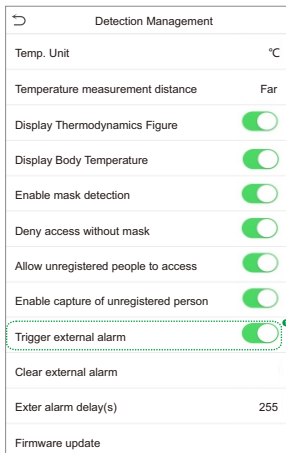 Detection Management
Temp. Unit ℃
Temperature measurement distance Far
Display Thermodynamics Figure
Display Body Temperature
Enable mask detection
Deny access without mask
Allow unregistered people to access
Enable capture of unregistered person
Trigger external alarm
Clear external alarm
Exter alarm delay(s) 255
Firmware update